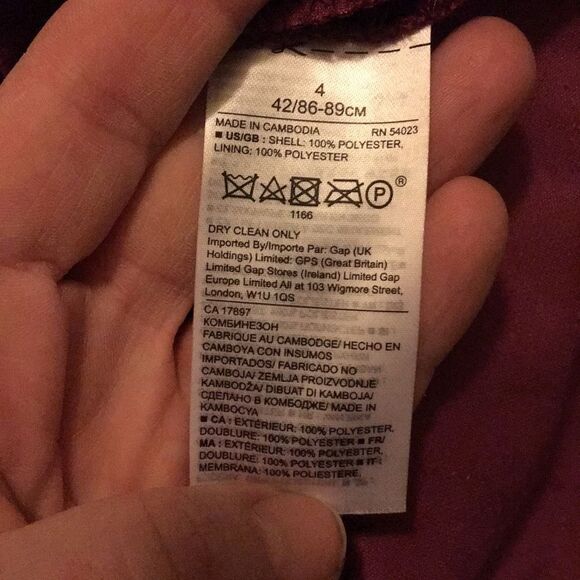 4
42/86-89CM
MADE IN CAMBODIA RN 54023
■ US/GB : SHELL: 100% POLYESTER,
LINING: 100% POLYESTER
P ®
1166
DRY CLEAN ONLY
Imported By/Importe Par: Gap (UK
Holdings) Limited: GPS (Great Britain)
Limited Gap Stores (Ireland) Limited Gap
Europe Limited All at 103 Wigmore Street,
London, W1U 1QS
CA 17897
КОМБИНЕЗОН
FABRIQUÉ AU CAMBODGE/ HECHO EN
CAMBOYA CON INSUMOS
IMPORTADOS/ FABRICADO NO
CAMBOJA/ ZEMLJA PROIZVODNJE
KAMBODŽA/ DIBUAT DI KAMBOJA/
СДЕЛАНО В КОМБОДЖЕ/ MADE IN
KAMBOCYA
■ CA : EXTÉRIEUR: 100% POLYESTER,
DOUBLURE: 100% POLYESTER ■ FR/
MA : EXTÉRIEUR: 100% POLYESTER,
DOUBLURE: 100% POLYESTER ■ IT :
MEMBRANA: 100% POLIESTERE,